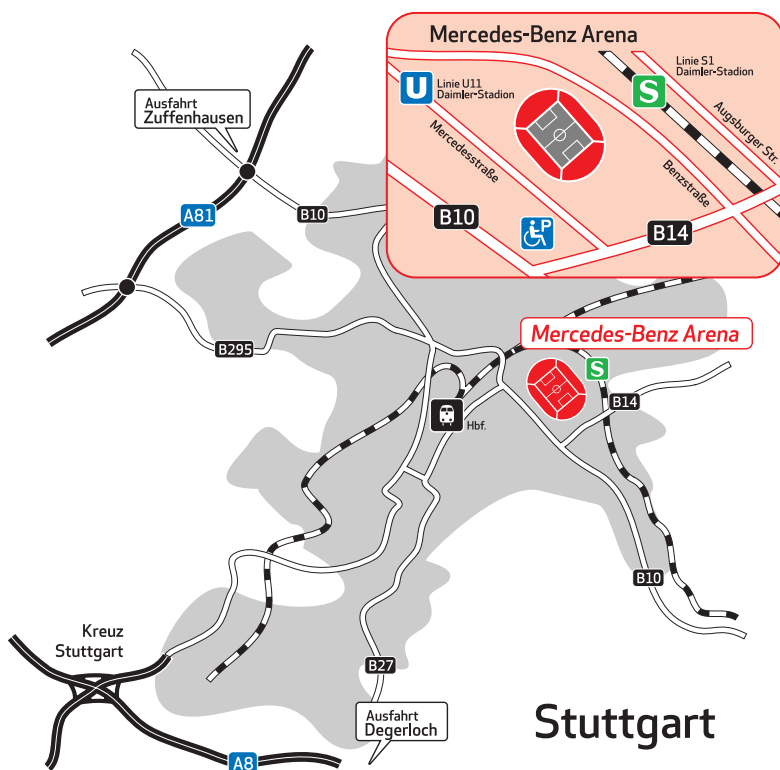 Mercedes-Benz Arena
U
Linie U11
Daimler-Stadion
Linie S1
Daimler-Stadion
S
Augsburger Str.
Mercedesstraße
Benzstraße
B10
P
B14
Ausfahrt
Zuffenhausen
A81
B10
B295
Mercedes-Benz Arena
S
B14
Hbf.
B10
Kreuz
Stuttgart
B27
Ausfahrt
Degerloch
A8
Stuttgart